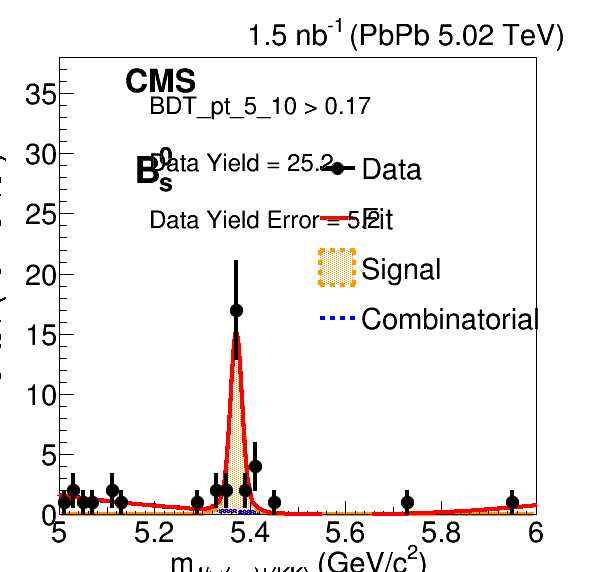 1.5 nb⁻¹ (PbPb 5.02 TeV)
CMS
BDT_pt_5_10 > 0.17
B⁰ₛ
Data Yield = 25.2
Data Yield Error = 5.2
Data
Fit
Signal
Combinatorial
35
30
25
20
15
10
5
0
5 5.2 5.4 5.6 5.8 6
m (GeV/c²)